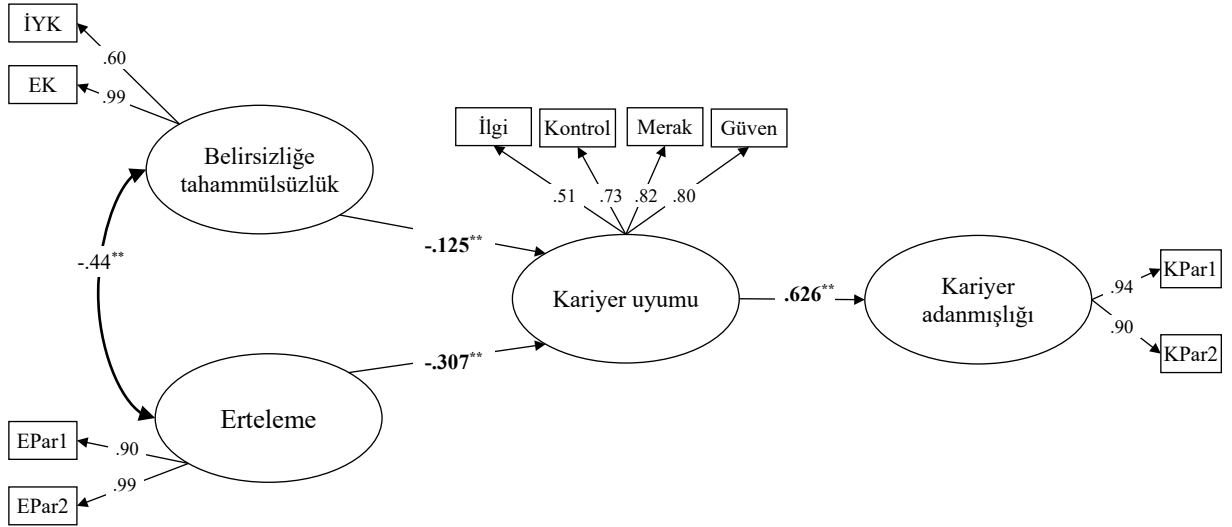 İYK
.60
EK
.99
Belirsizliğe
tahammülsüzlük
İlgi
Kontrol
Merak
Güven
.51
.73
.82
.80
-.44**
-.125**
Kariyer uyumu
.626**
Kariyer
adanmışlığı
KPar1
.94
.90
KPar2
-.307**
Erteleme
EPar1
.90
.99
EPar2